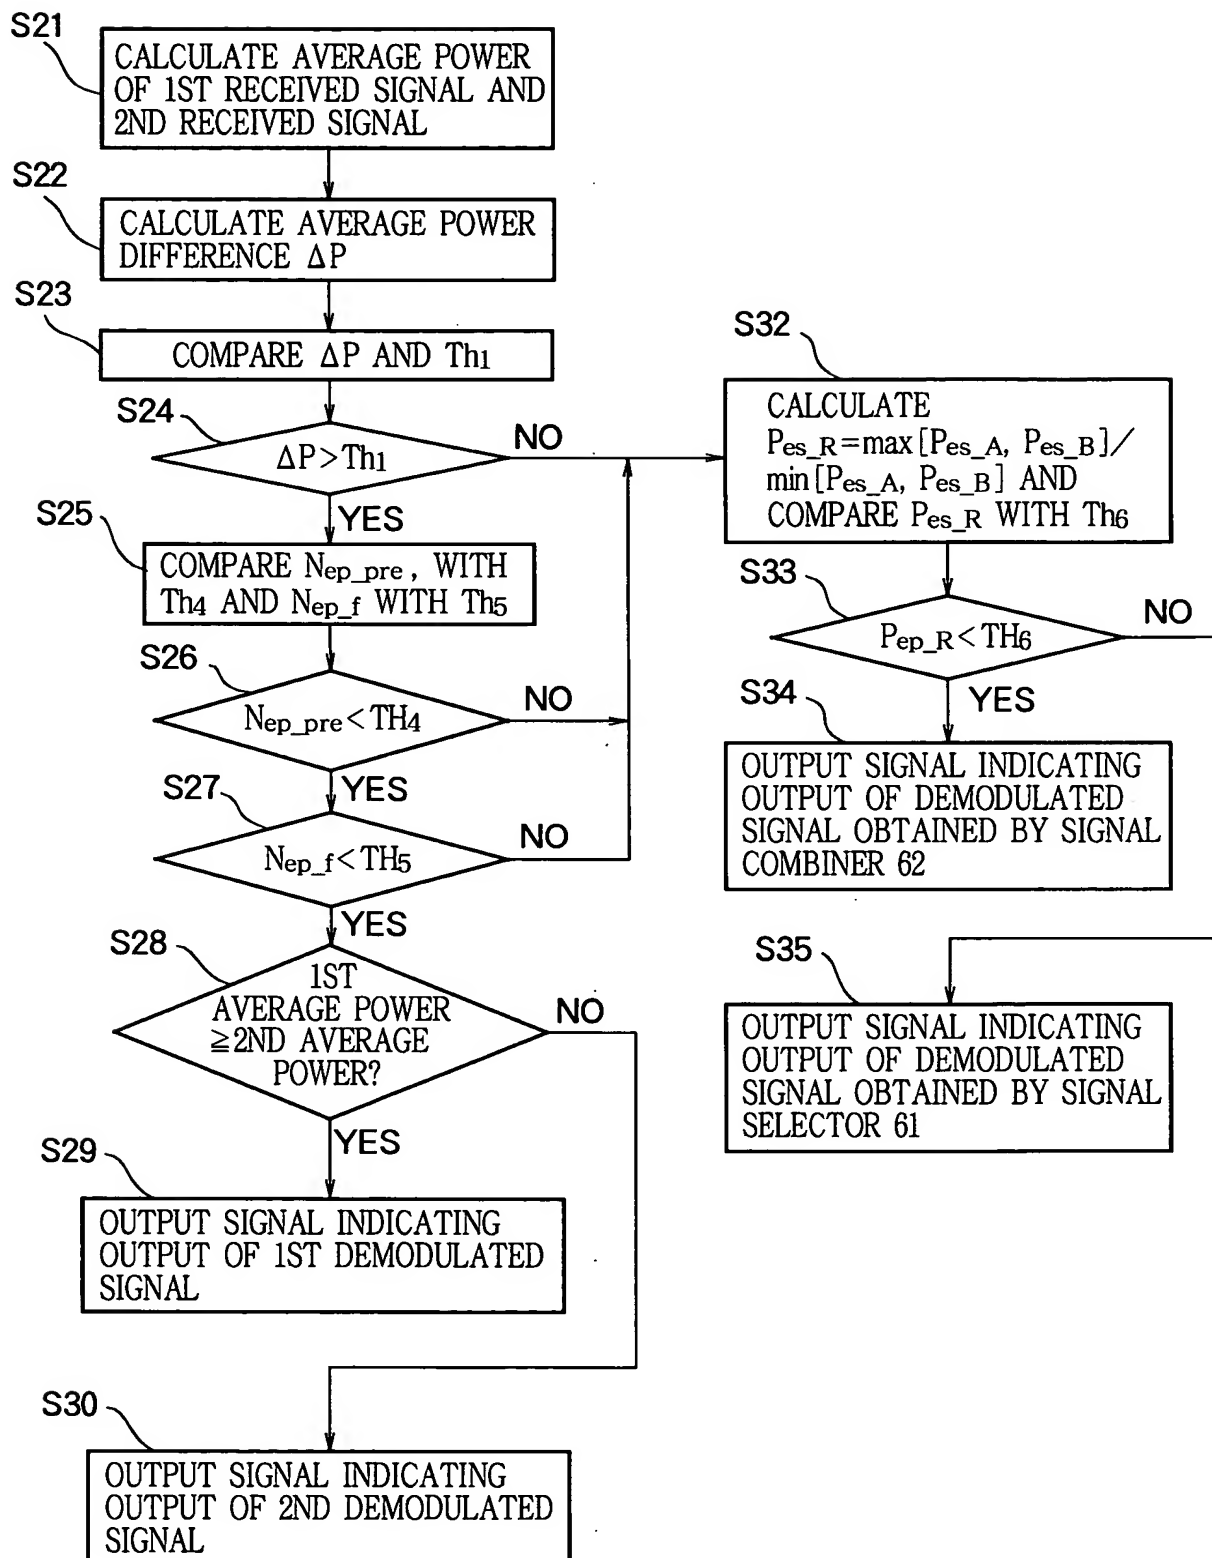 S21
CALCULATE AVERAGE POWER
OF 1ST RECEIVED SIGNAL AND
2ND RECEIVED SIGNAL
S22
CALCULATE AVERAGE POWER
DIFFERENCE ΔP
S23
COMPARE ΔP AND Th1
S24
ΔP>Th1
NO
YES
S25
COMPARE Nep_pre, WITH
Th4 AND Nep_f WITH Th5
S26
Nep_pre<TH4
NO
YES
S27
Nep_f<TH5
NO
YES
S28
1ST
AVERAGE POWER
≧2ND AVERAGE
POWER?
NO
YES
S29
OUTPUT SIGNAL INDICATING
OUTPUT OF 1ST DEMODULATED
SIGNAL
S30
OUTPUT SIGNAL INDICATING
OUTPUT OF 2ND DEMODULATED
SIGNAL
S32
CALCULATE
Pes_R=max[Pes_A, Pes_B]/
min[Pes_A, Pes_B] AND
COMPARE Pes_R WITH Th6
S33
Pep_R<TH6
NO
YES
S34
OUTPUT SIGNAL INDICATING
OUTPUT OF DEMODULATED
SIGNAL OBTAINED BY SIGNAL
COMBINER 62
S35
OUTPUT SIGNAL INDICATING
OUTPUT OF DEMODULATED
SIGNAL OBTAINED BY SIGNAL
SELECTOR 61